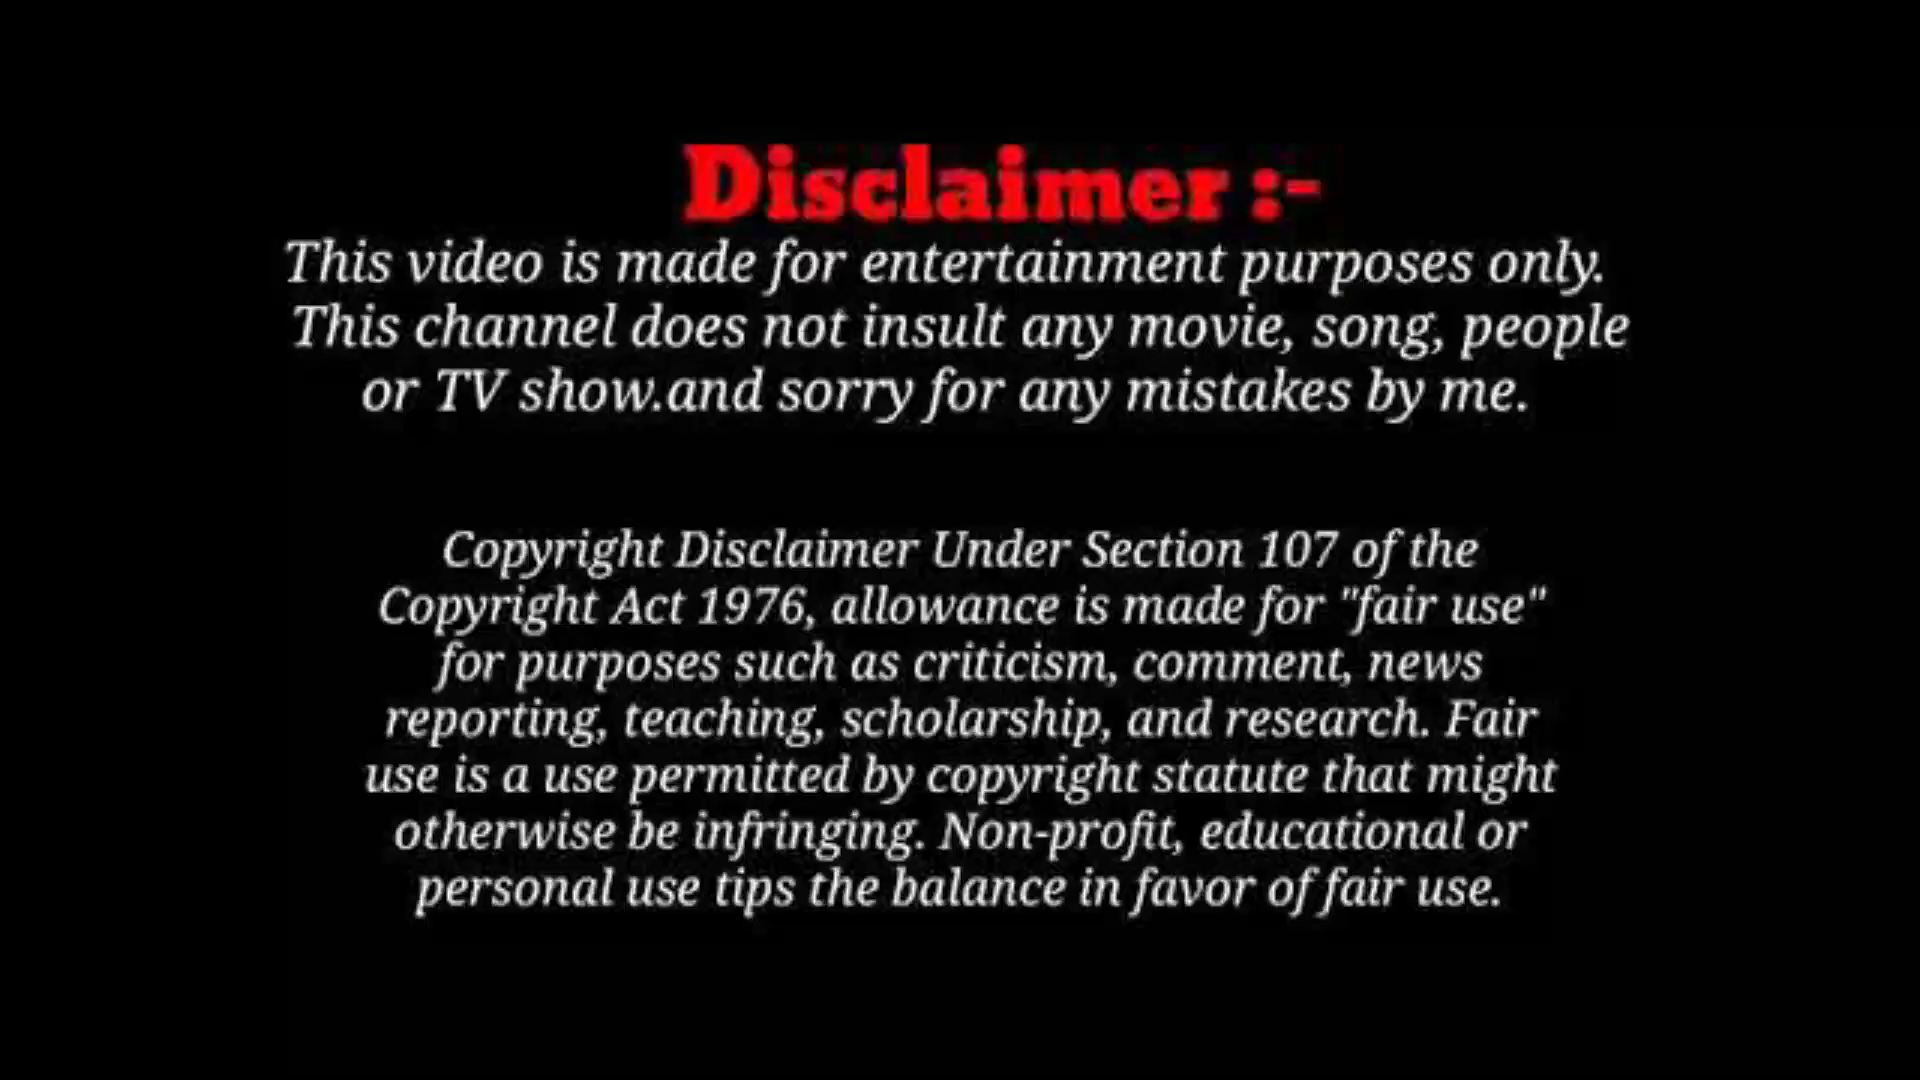 Disclaimer :-
This video is made for entertainment purposes only.
This channel does not insult any movie, song, people
or TV show.and sorry for any mistakes by me.
Copyright Disclaimer Under Section 107 of the
Copyright Act 1976, allowance is made for "fair use"
for purposes such as criticism, comment, news
reporting, teaching, scholarship, and research. Fair
use is a use permitted by copyright statute that might
otherwise be infringing. Non-profit, educational or
personal use tips the balance in favor of fair use.